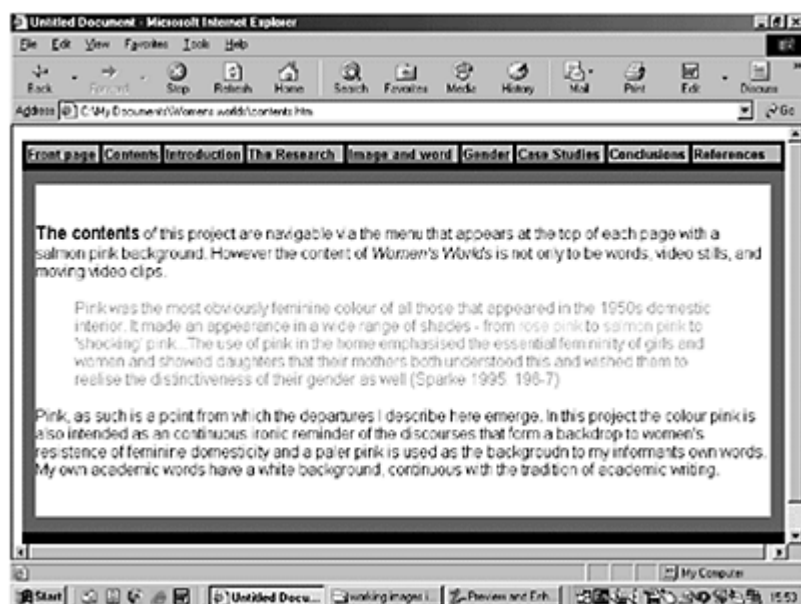 Untitled Document - Microsoft Internet Explorer
File Edit View Favorites Tools Help
Back Forward Stop Refresh Home Search Favorites Media History Mail Print Edit Discuss
Address C:\My Documents\Womens worlds\contents.htm Go
Front page Contents Introduction The Research Image and word Gender Case Studies Conclusions References
The contents of this project are navigable via the menu that appears at the top of each page with a
salmon pink background. However the content of Women's Worlds is not only to be words, video stills, and
moving video clips.
Pink was the most obviously feminine colour of all those that appeared in the 1950s domestic
interior. It made an appearance in a wide range of shades - from rose pink to salmon pink to
'shocking' pink...The use of pink in the home emphasised the essential femininity of girls and
women and showed daughters that their mothers both understood this and wished them to
realise the distinctiveness of their gender as well (Sparke 1995: 196-7)
Pink, as such is a point from which the departures I describe here emerge. In this project the colour pink is
also intended as an continuous ironic reminder of the discourses that form a backdrop to women's
resistence of feminine domesticity and a paler pink is used as the backgroudn to my informants own words.
My own academic words have a white background, continuous with the tradition of academic writing.
My Computer
Start Untitled Docu... working images i... Preview and Enh... 15:53